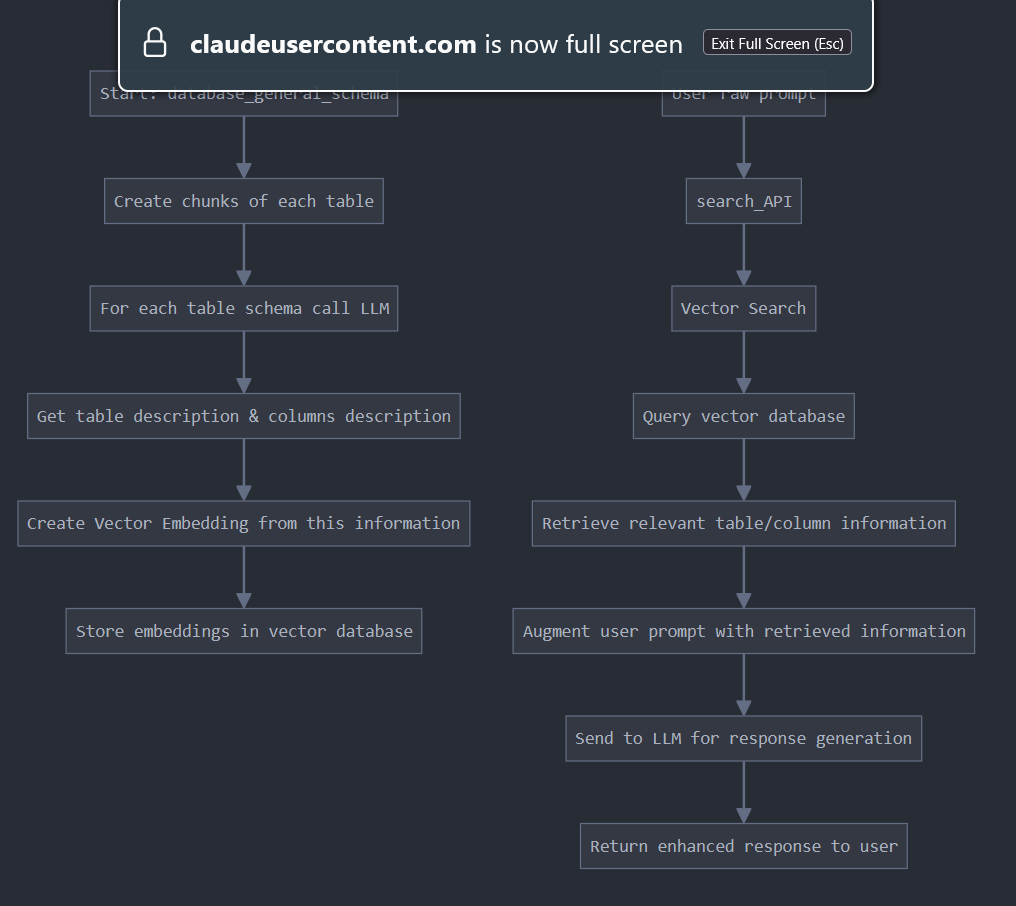 claudeusercontent.com is now full screen
Exit Full Screen (Esc)
Start: database_general_schema
User raw prompt
Create chunks of each table
search_API
For each table schema call LLM
Vector Search
Get table description & columns description
Query vector database
Create Vector Embedding from this information
Retrieve relevant table/column information
Store embeddings in vector database
Augment user prompt with retrieved information
Send to LLM for response generation
Return enhanced response to user